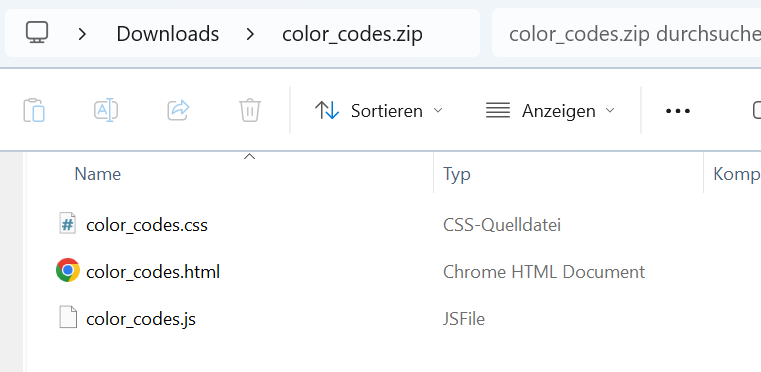 Downloads color_codes.zip color_codes.zip durchsuche
Sortieren Anzeigen
Name Typ Komp
color_codes.css CSS-Quelldatei
color_codes.html Chrome HTML Document
color_codes.js JSFile